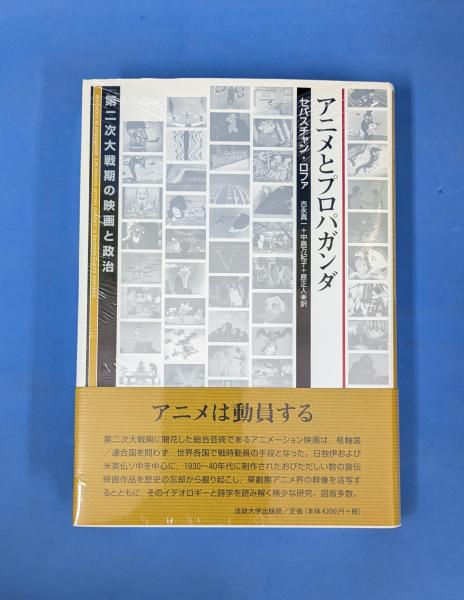 アニメとプロパガンダ
セバスチャン・ロファ
古永真一+中島万紀子+原正人◉訳
第二次大戦期の映画と政治
アニメは動員する
第二次大戦期に開花した総合芸術であるアニメーション映画は、枢軸国
/連合国を問わず、世界各国で戦時動員の手段となった。日独伊および
米英仏ソ中を中心に、1930〜40年代に制作されたおびただしい数の宣伝
映画作品を歴史の忘却から掘り起こし、草創期アニメ界の群像を活写す
るとともに、そのイデオロギーと詩学を読み解く稀少な研究。図版多数。
法政大学出版局/定価(本体4200円+税)